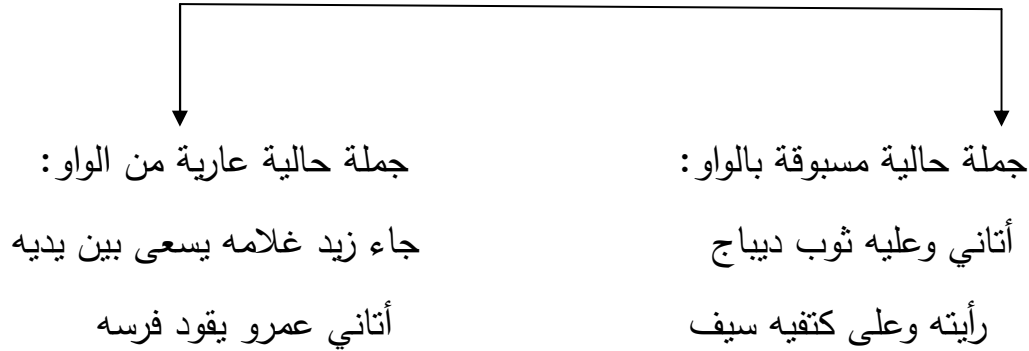 جملة حالية مسبوقة بالواو:
أتاني وعليه ثوب ديباج
رأيته وعلى كتفيه سيف
جملة حالية عارية من الواو:
جاء زيد غلامه يسعى بين يديه
أتاني عمرو يقود فرسه